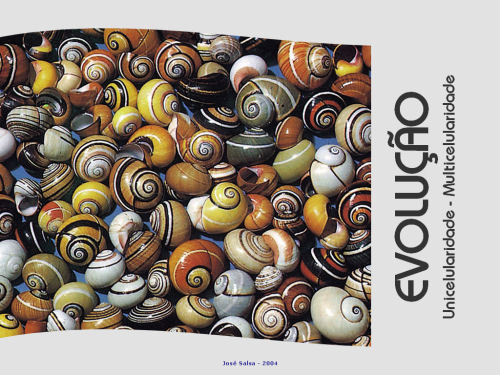 EVOLUÇÃO
Unicelularidade - Multicelularidade
José Salsa - 2004